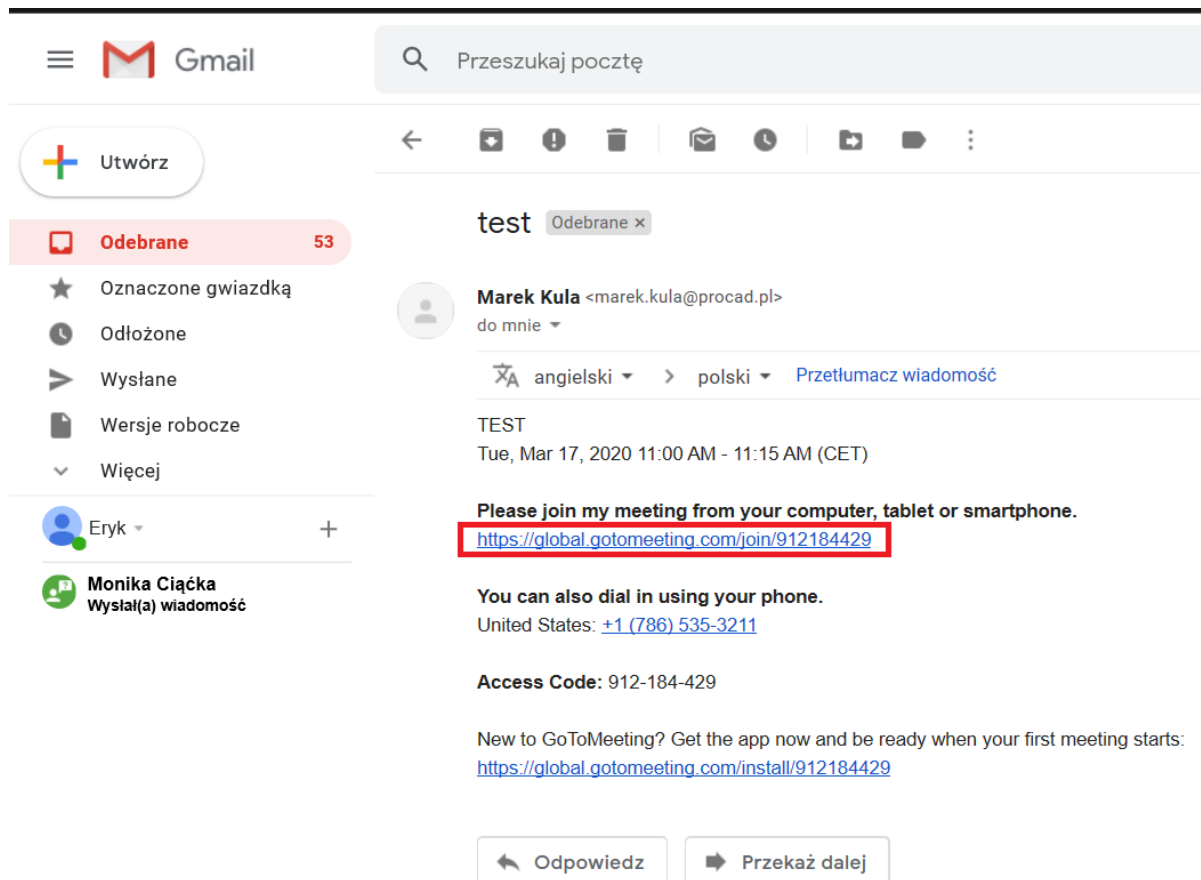 Gmail
Przeszukaj pocztę
Utwórz
Odebrane 53
Oznaczone gwiazdką
Odłożone
Wysłane
Wersje robocze
Więcej
Eryk
Monika Ciąćka
Wysłał(a) wiadomość
test Odebrane ×
Marek Kula <marek.kula@procad.pl>
do mnie
angielski > polski Przetłumacz wiadomość
TEST
Tue, Mar 17, 2020 11:00 AM - 11:15 AM (CET)
Please join my meeting from your computer, tablet or smartphone.
https://global.gotomeeting.com/join/912184429
You can also dial in using your phone.
United States: +1 (786) 535-3211
Access Code: 912-184-429
New to GoToMeeting? Get the app now and be ready when your first meeting starts:
https://global.gotomeeting.com/install/912184429
Odpowiedz
Przekaż dalej